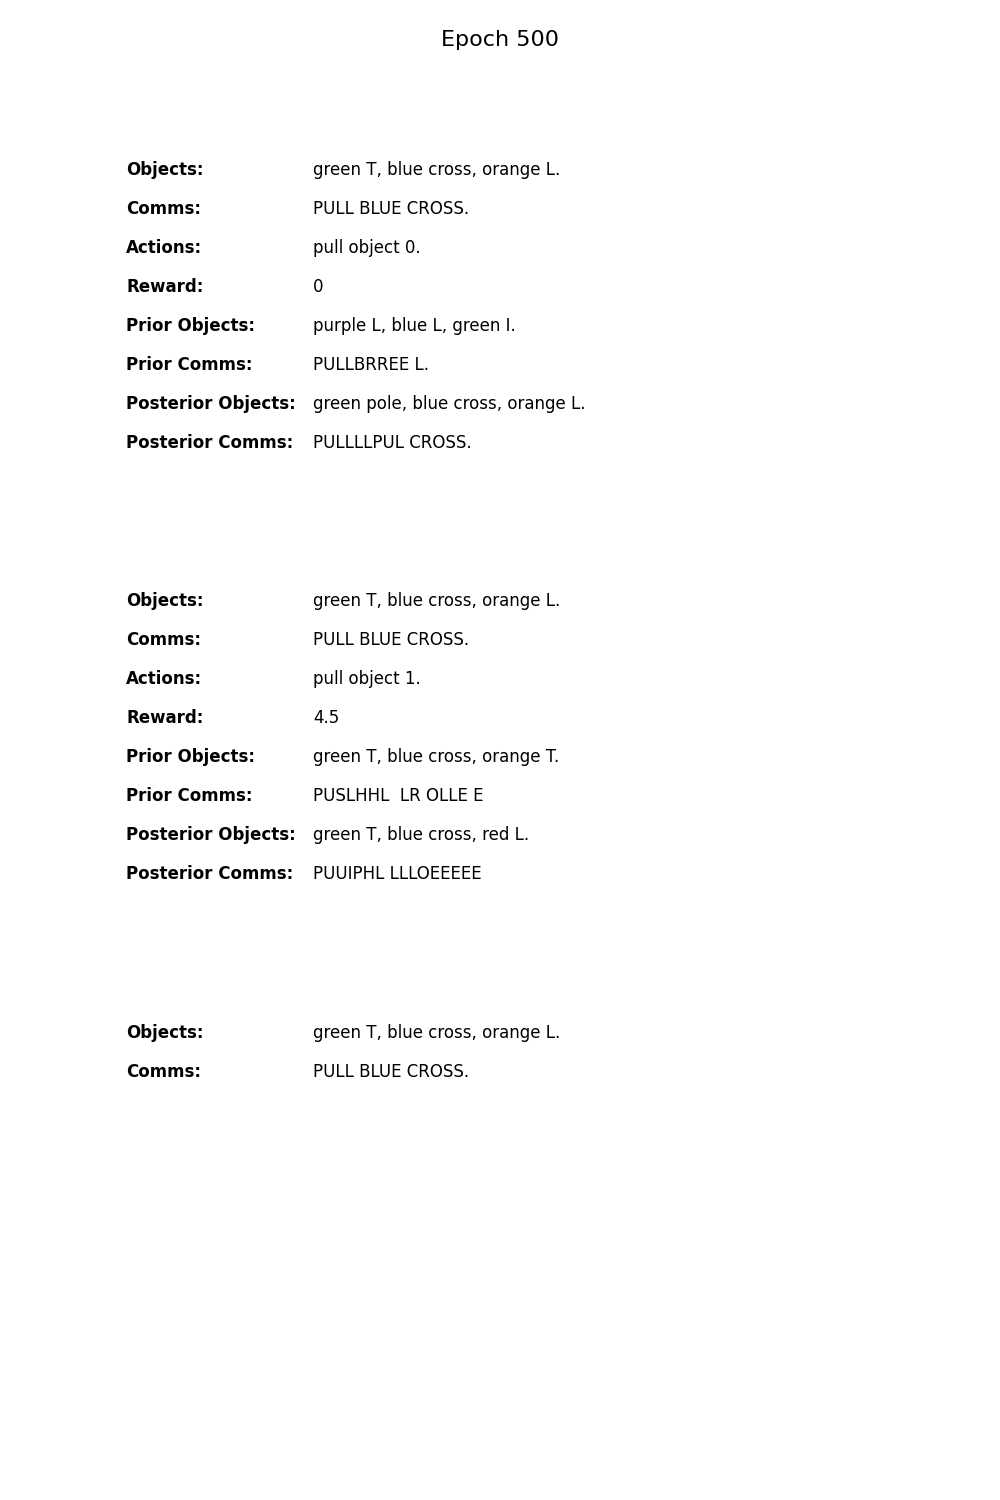 Epoch 500
Objects: green T, blue cross, orange L.
Comms: PULL BLUE CROSS.
Actions: pull object 0.
Reward: 0
Prior Objects: purple L, blue L, green I.
Prior Comms: PULLBRREE L.
Posterior Objects: green pole, blue cross, orange L.
Posterior Comms: PULLLLPUL CROSS.
Objects: green T, blue cross, orange L.
Comms: PULL BLUE CROSS.
Actions: pull object 1.
Reward: 4.5
Prior Objects: green T, blue cross, orange T.
Prior Comms: PUSLHHL  LR OLLE E
Posterior Objects: green T, blue cross, red L.
Posterior Comms: PUUIPHL LLLOEEEEE
Objects: green T, blue cross, orange L.
Comms: PULL BLUE CROSS.